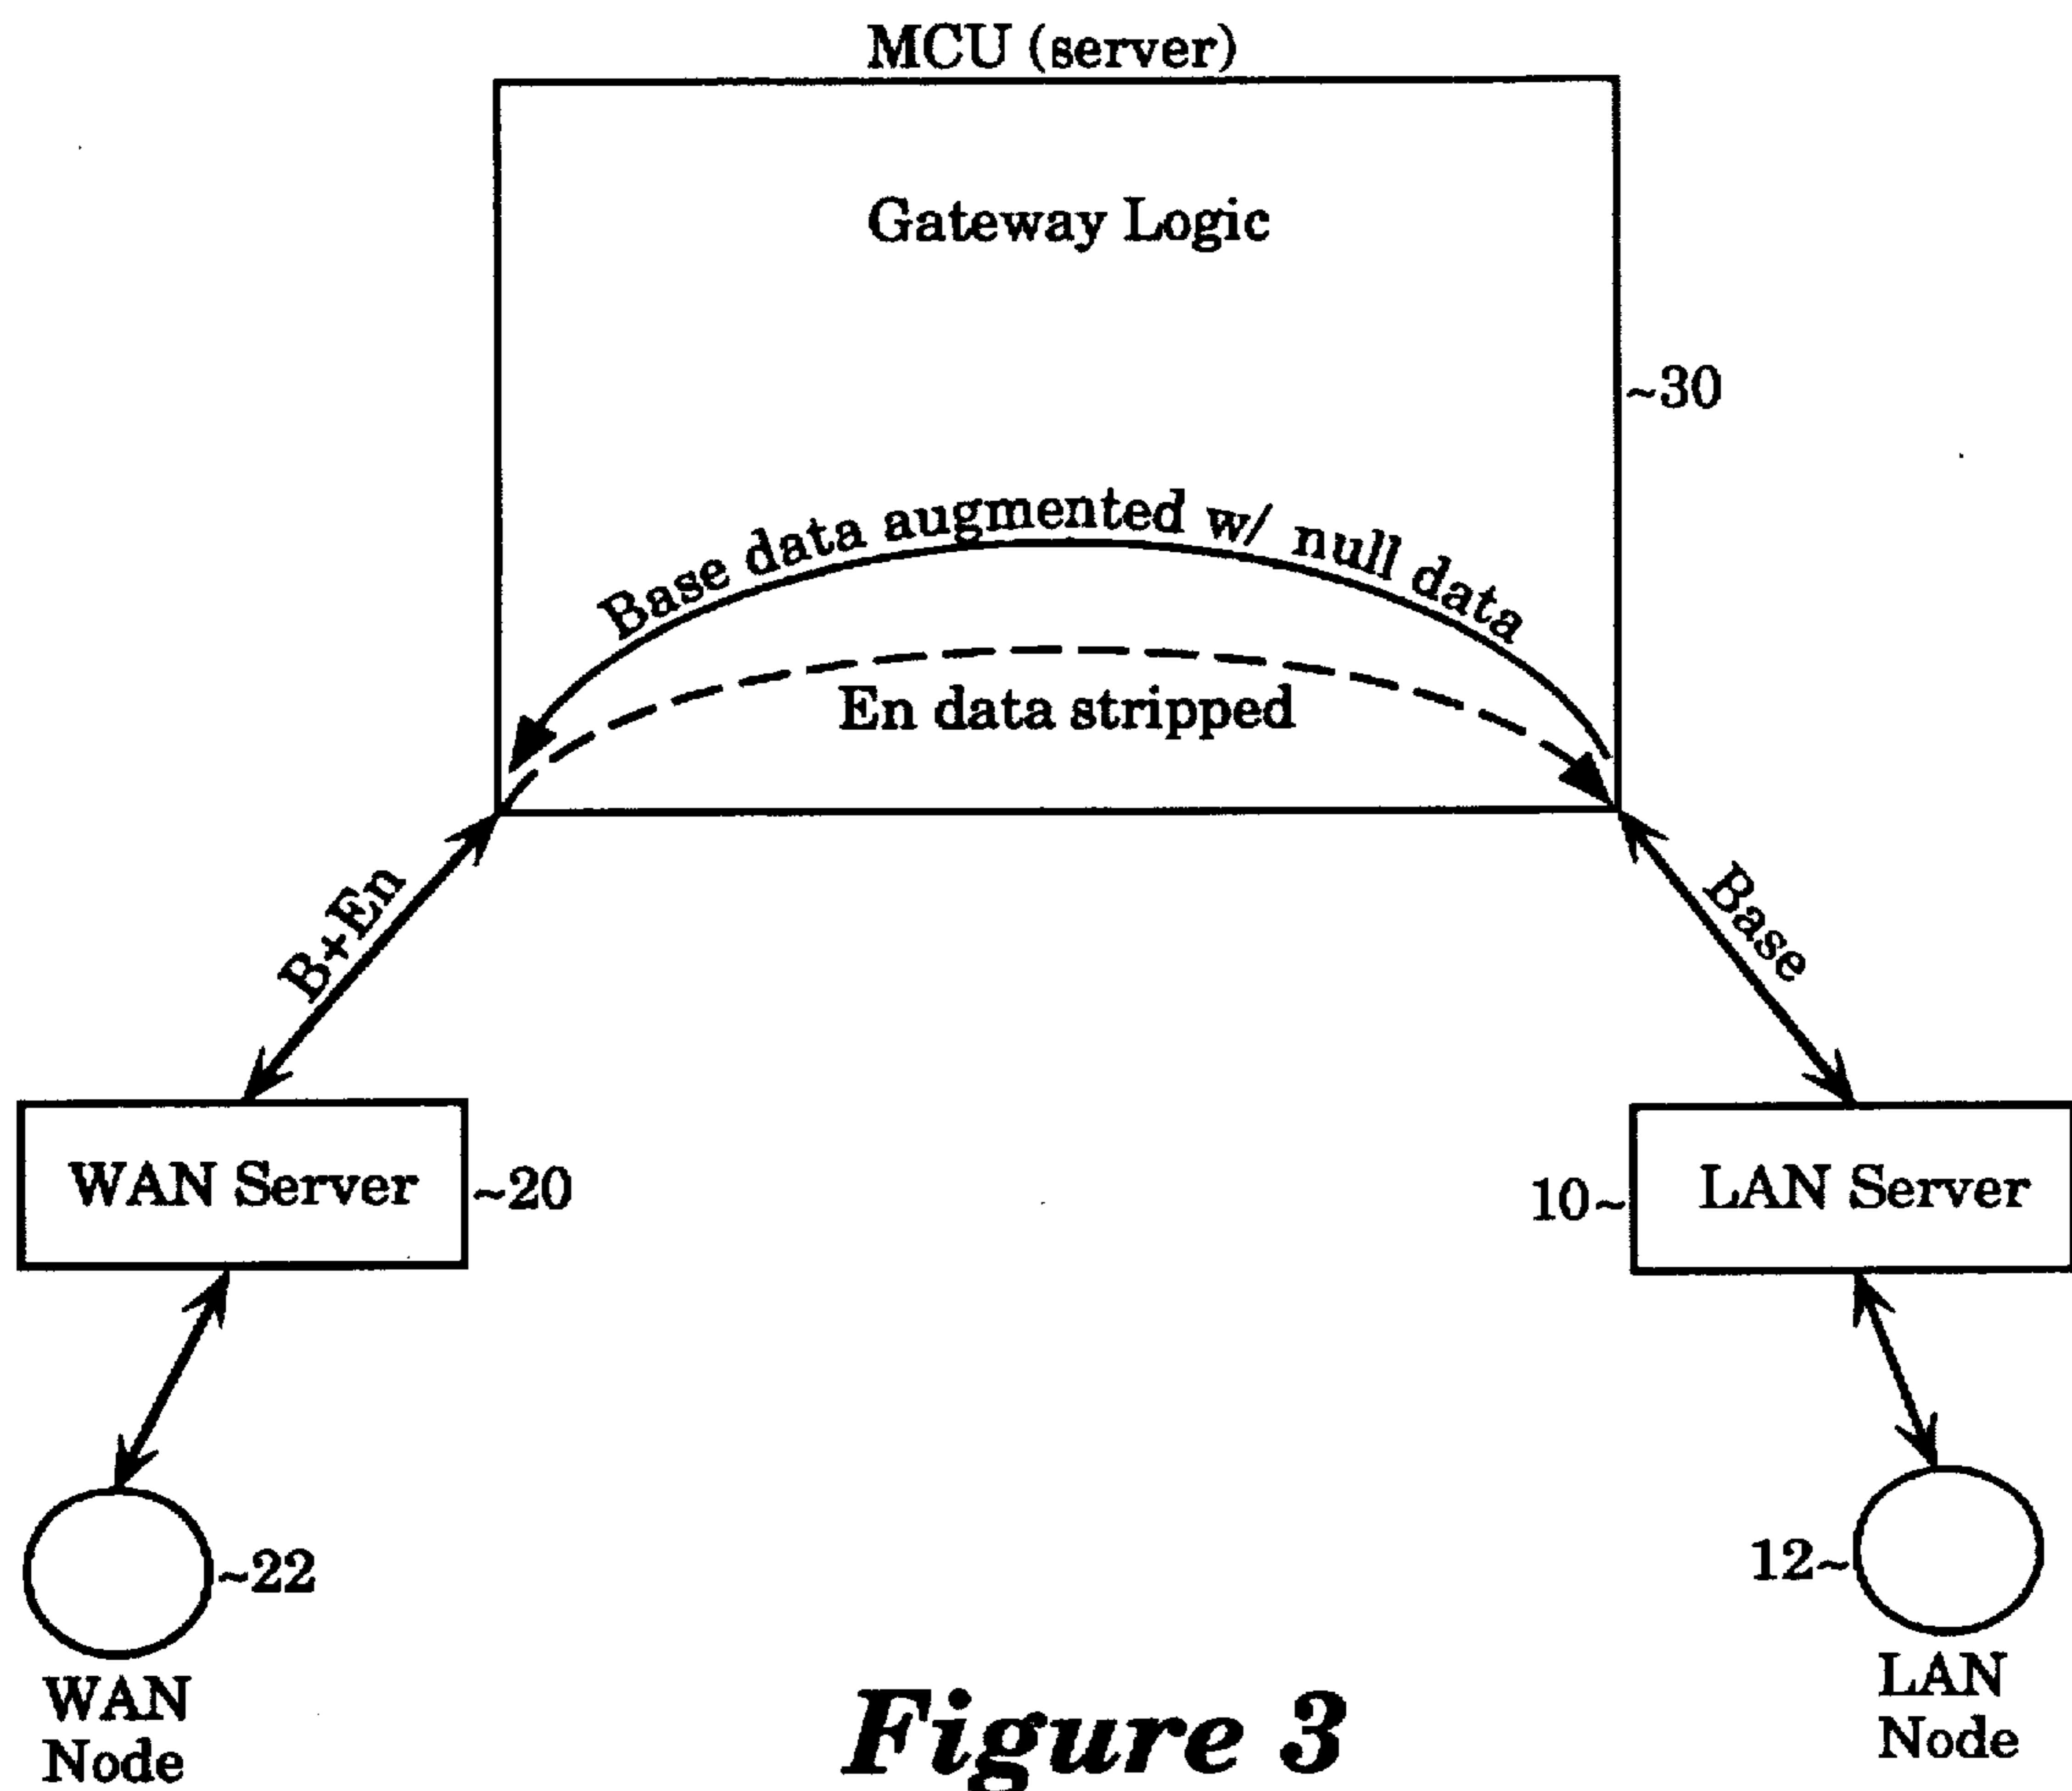 MCU (server)
Gateway Logic
~30
Base data augmented w/ null data
En data stripped
B+En
Base
WAN Server
~20
10~
LAN Server
~22
12~
WAN
Node
LAN
Node
Figure 3